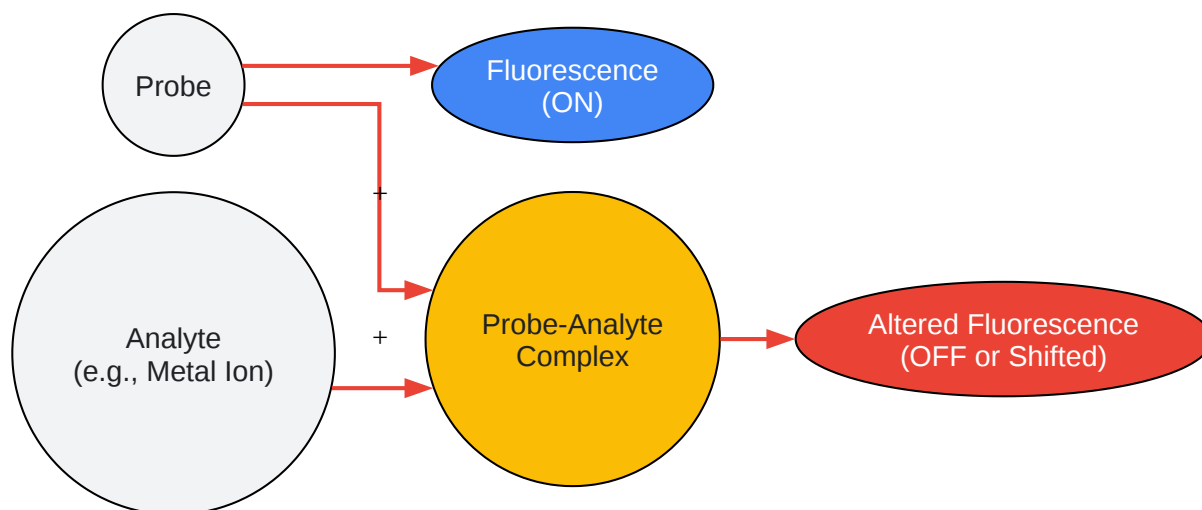 Probe
Fluorescence
(ON)
+
Analyte
(e.g., Metal Ion)
+
Probe-Analyte
Complex
Altered Fluorescence
(OFF or Shifted)